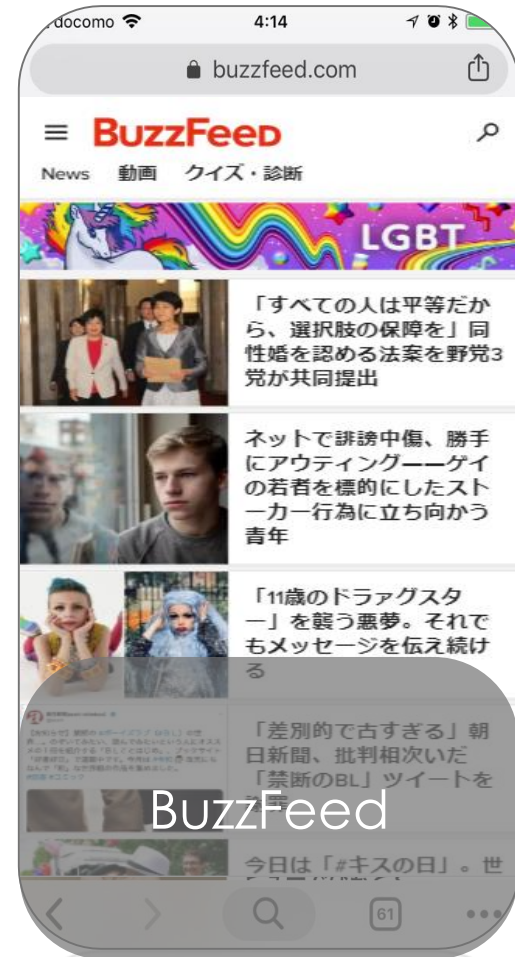 docomo
4:14
buzzfeed.com
BuzzFeed
News 動画 クイズ・診断
LGBT
「すべての人は平等だか
ら、選択肢の保障を」同
性婚を認める法案を野党3
党が共同提出
ネットで誹謗中傷、勝手
にアウティング——ゲイ
の若者を標的にしたスト
ーカー行為に立ち向かう
青年
「11歳のドラァグスタ
ー」を襲う悪夢。それで
もメッセージを伝え続け
る
「差別的で古すぎる」朝
日新聞、批判相次いだ
「禁断のBL」ツイートを
BuzzFeed
今日は「#キスの日」。世
61